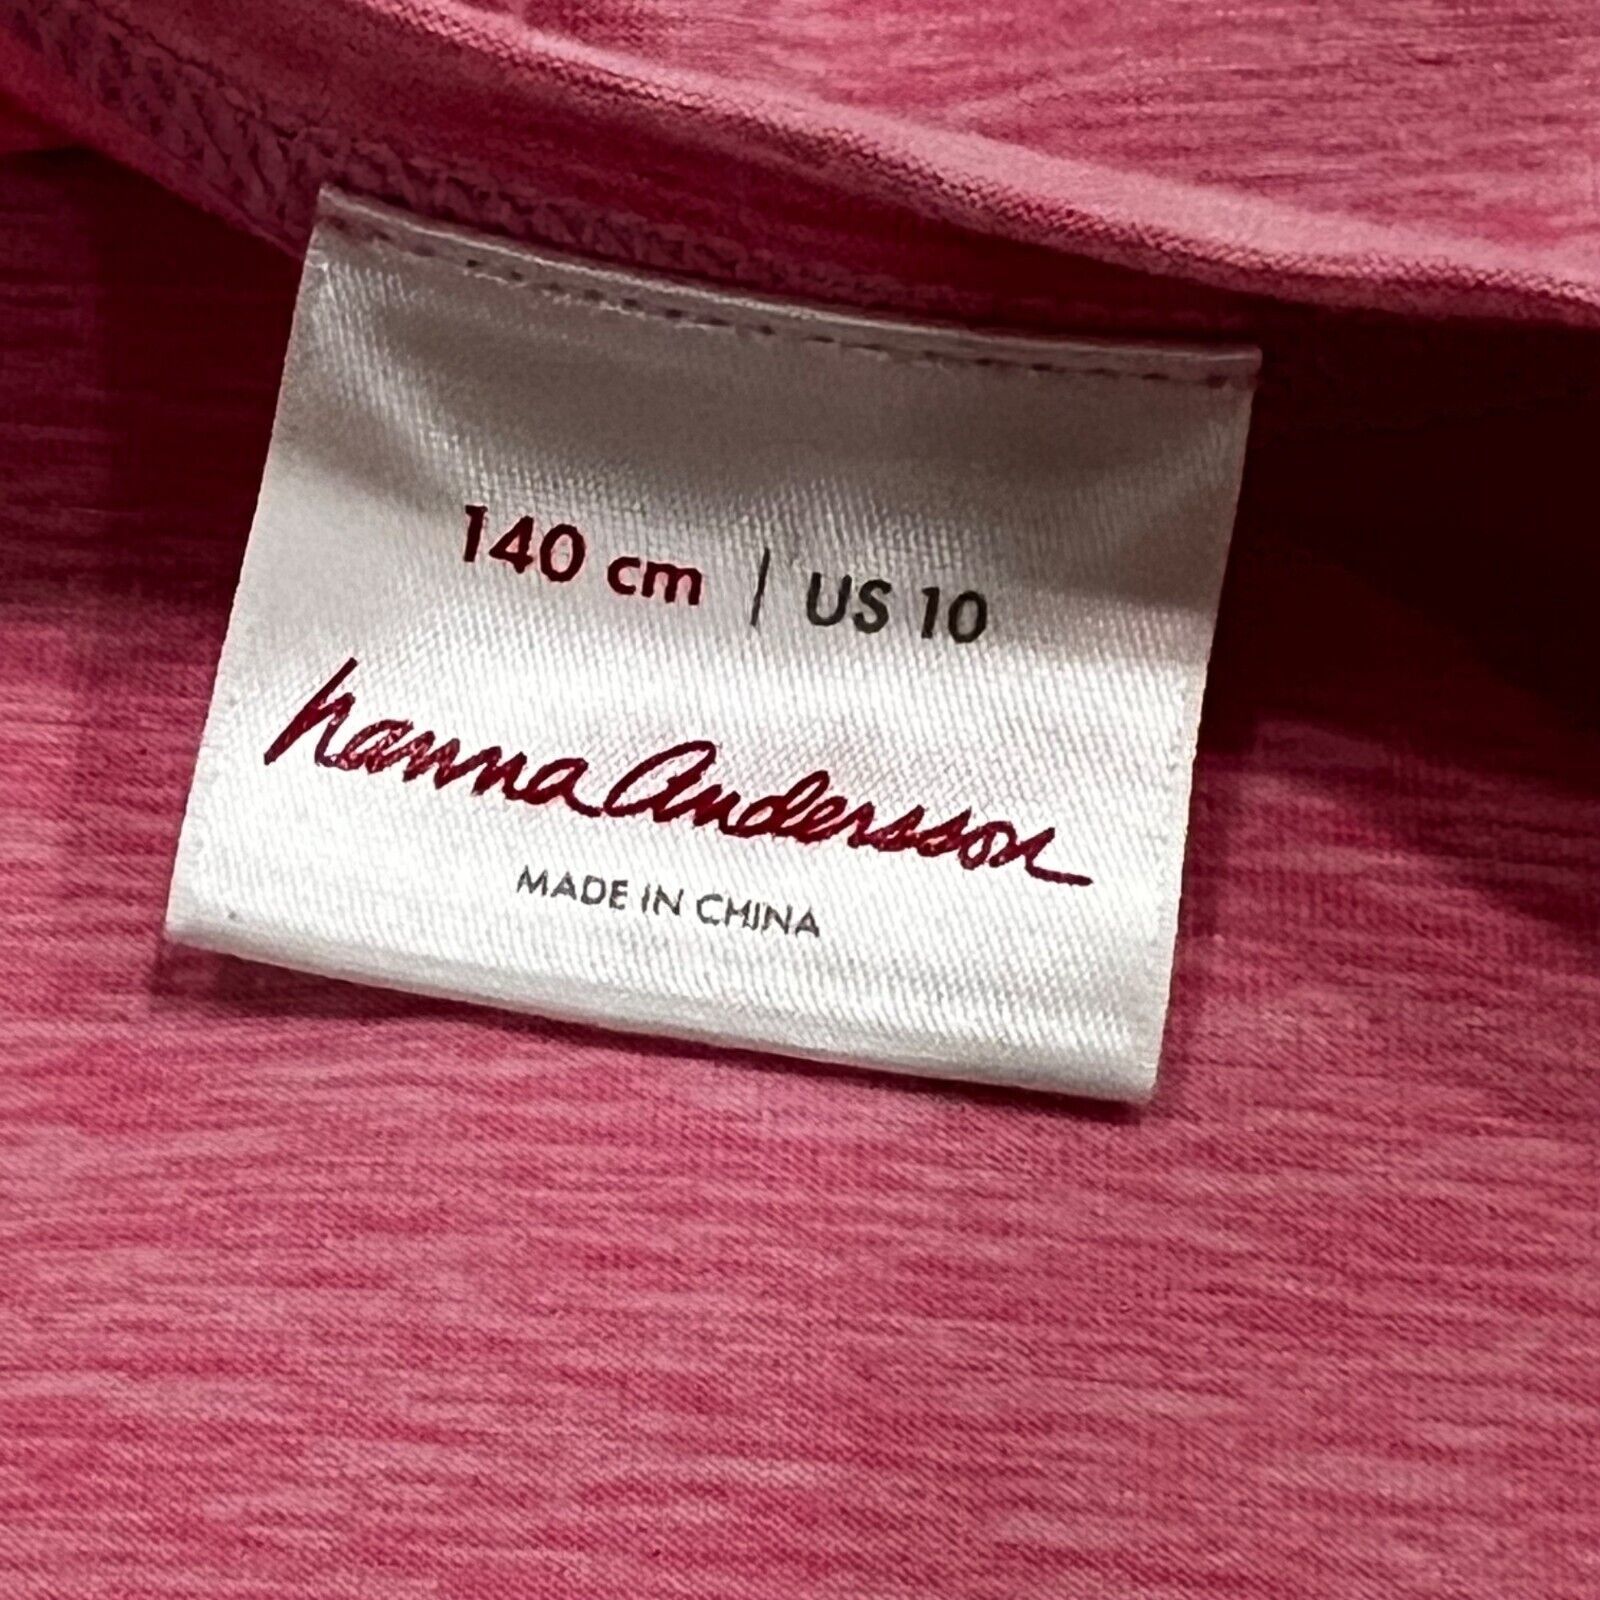 140 cm | US 10
hanna Andersson
MADE IN CHINA